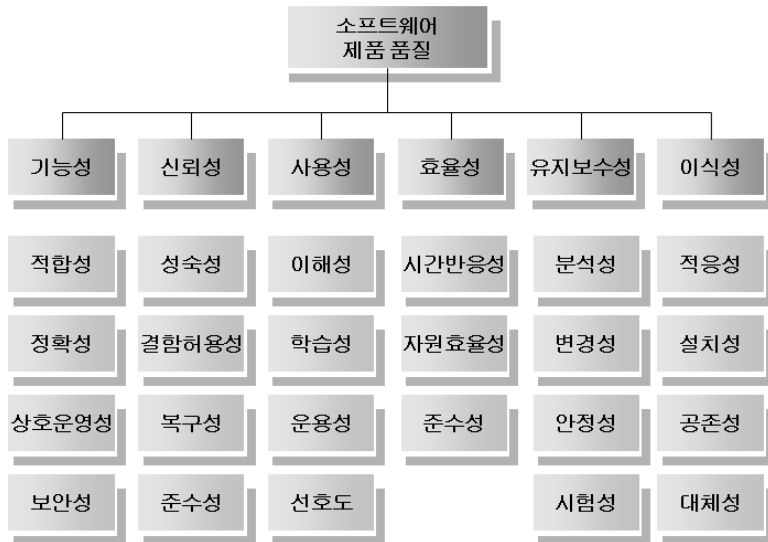 소프트웨어
제품 품질
기능성 신뢰성 사용성 효율성 유지보수성 이식성
적합성 성숙성 이해성 시간반응성 분석성 적응성
정확성 결함허용성 학습성 자원효율성 변경성 설치성
상호운영성 복구성 운용성 준수성 안정성 공존성
보안성 준수성 선호도 시험성 대체성